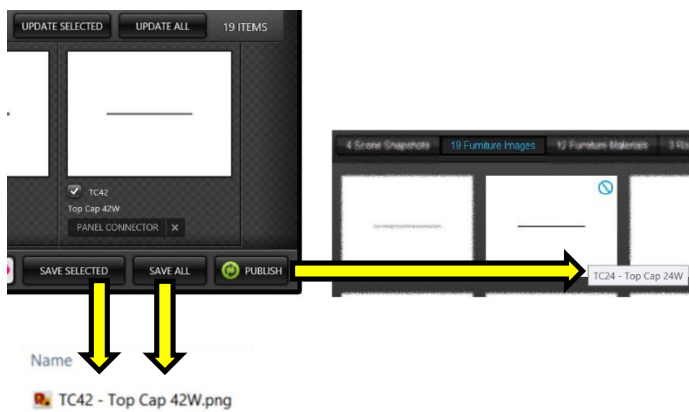 UPDATE SELECTED UPDATE ALL 19 ITEMS
TC42
Top Cap 42W
PANEL CONNECTOR X
SAVE SELECTED SAVE ALL PUBLISH
4 Scene Snapshots 19 Furniture Images 12 Furniture Materials 3
TC24 - Top Cap 24W
Name
TC42 - Top Cap 42W.png